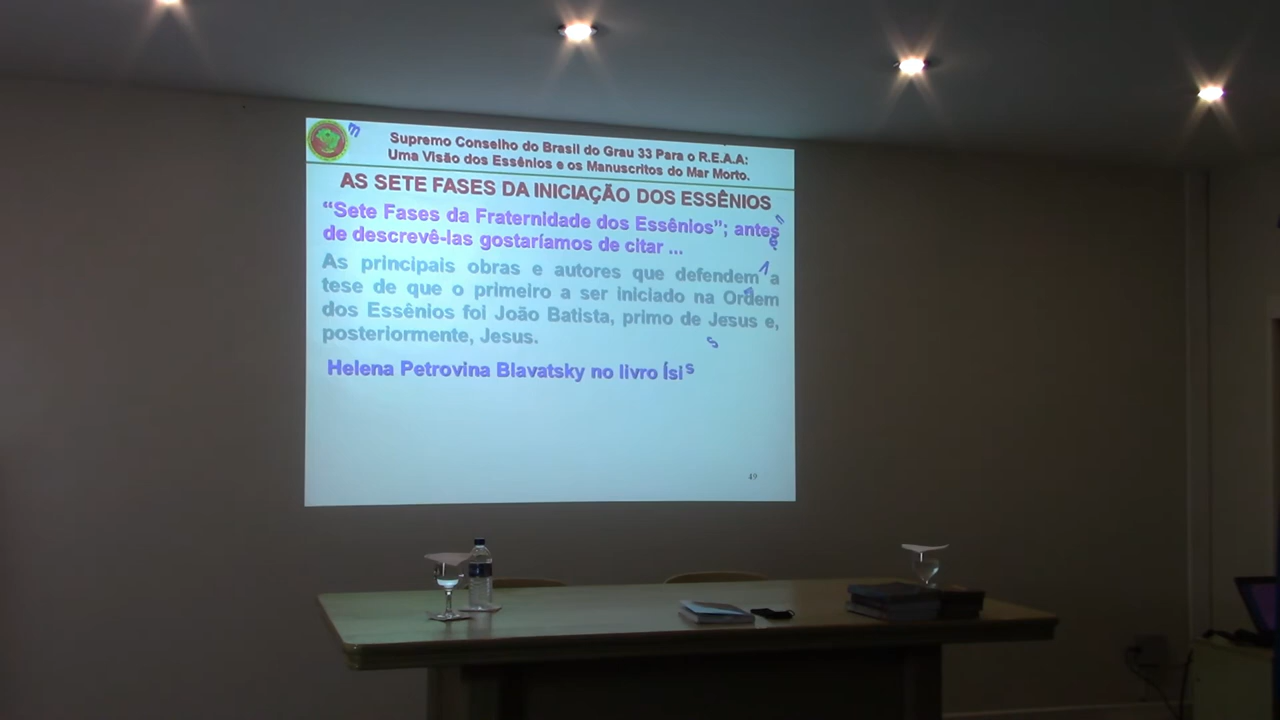 Supremo Conselho do Brasil do Grau 33 Para o R.E.A.A:
Uma Visão dos Essênios e os Manuscritos do Mar Morto.
AS SETE FASES DA INICIAÇÃO DOS ESSÊNIOS
“Sete Fases da Fraternidade dos Essênios”; antes
de descrevê-las gostaríamos de citar ...
As principais obras e autores que defendem a
tese de que o primeiro a ser iniciado na Ordem
dos Essênios foi João Batista, primo de Jesus e,
posteriormente, Jesus.
Helena Petrovina Blavatsky no livro Ísis
49